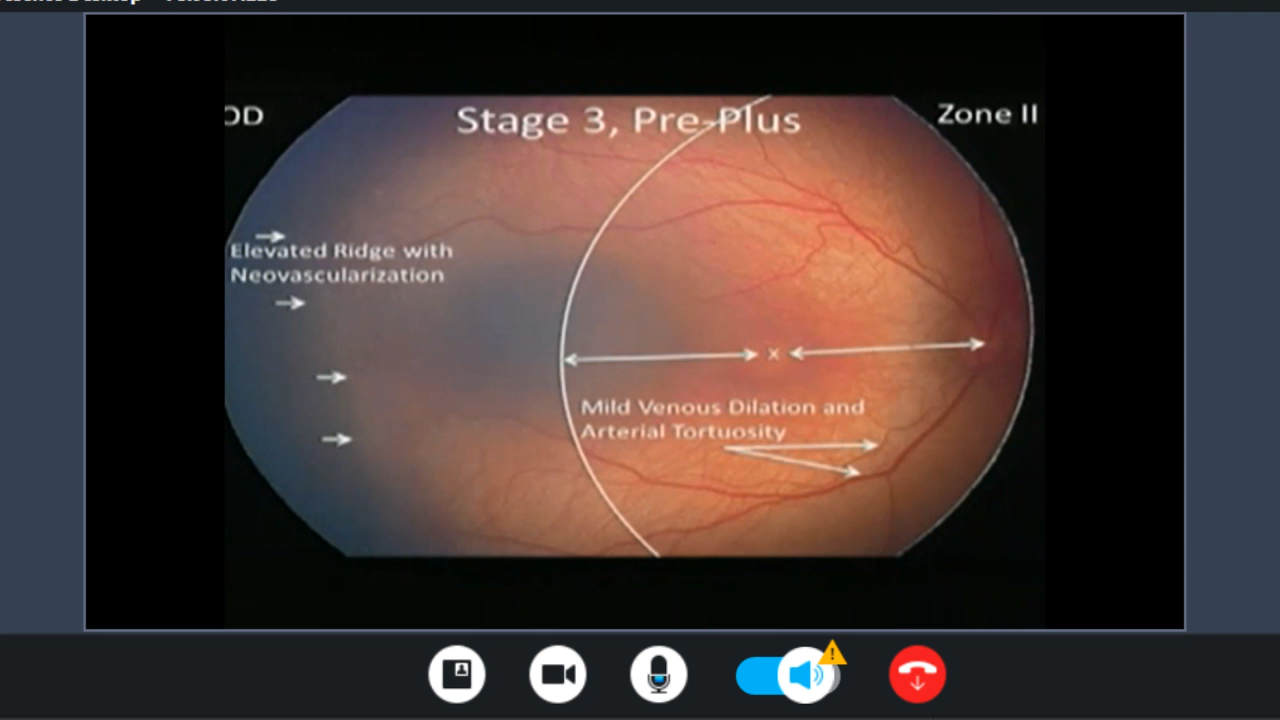 OD
Stage 3, Pre-Plus
Zone II
Elevated Ridge with
Neovascularization
x
Mild Venous Dilation and
Arterial Tortuosity